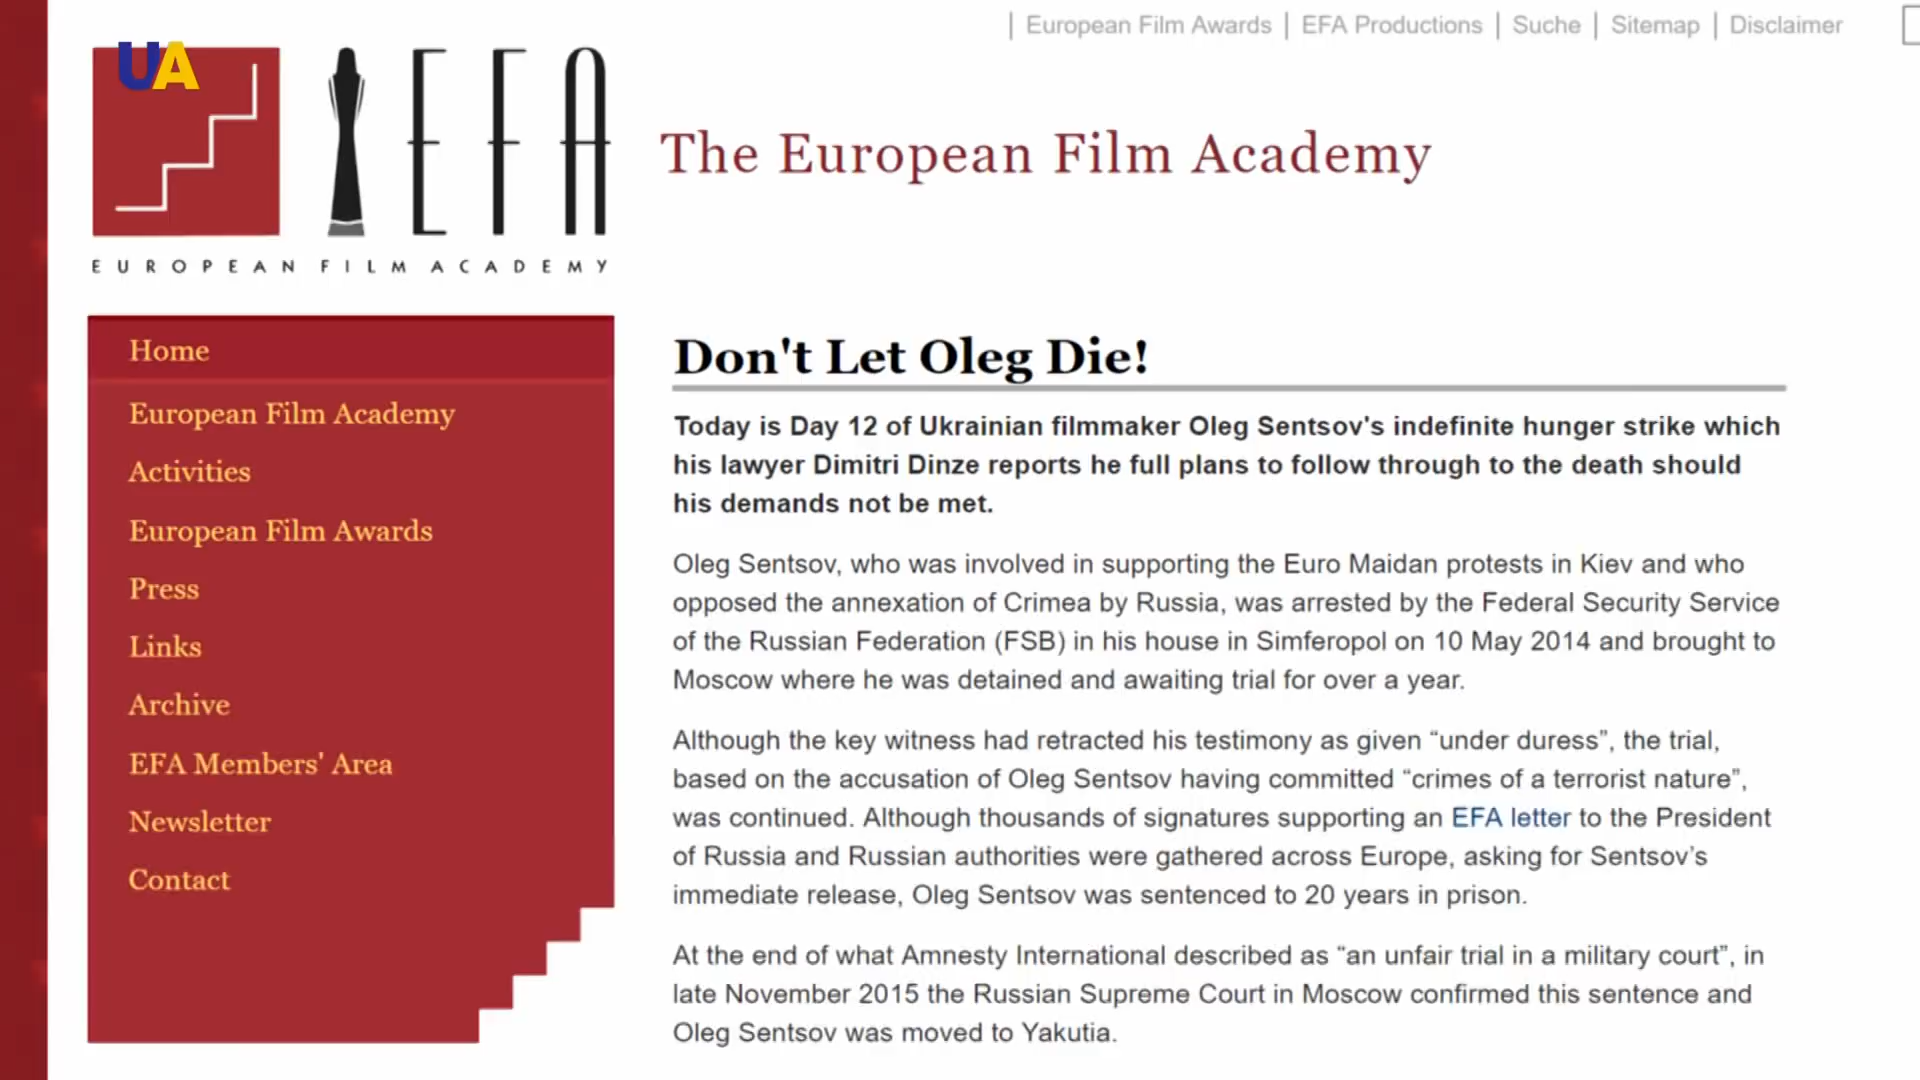 European Film Awards | EFA Productions | Suche | Sitemap | Disclaimer
UA
EFA
EUROPEAN FILM ACADEMY
The European Film Academy
Home
European Film Academy
Activities
European Film Awards
Press
Links
Archive
EFA Members' Area
Newsletter
Contact
Don't Let Oleg Die!
Today is Day 12 of Ukrainian filmmaker Oleg Sentsov's indefinite hunger strike which
his lawyer Dimitri Dinze reports he full plans to follow through to the death should
his demands not be met.
Oleg Sentsov, who was involved in supporting the Euro Maidan protests in Kiev and who
opposed the annexation of Crimea by Russia, was arrested by the Federal Security Service
of the Russian Federation (FSB) in his house in Simferopol on 10 May 2014 and brought to
Moscow where he was detained and awaiting trial for over a year.
Although the key witness had retracted his testimony as given “under duress”, the trial,
based on the accusation of Oleg Sentsov having committed “crimes of a terrorist nature”,
was continued. Although thousands of signatures supporting an EFA letter to the President
of Russia and Russian authorities were gathered across Europe, asking for Sentsov’s
immediate release, Oleg Sentsov was sentenced to 20 years in prison.
At the end of what Amnesty International described as “an unfair trial in a military court”, in
late November 2015 the Russian Supreme Court in Moscow confirmed this sentence and
Oleg Sentsov was moved to Yakutia.